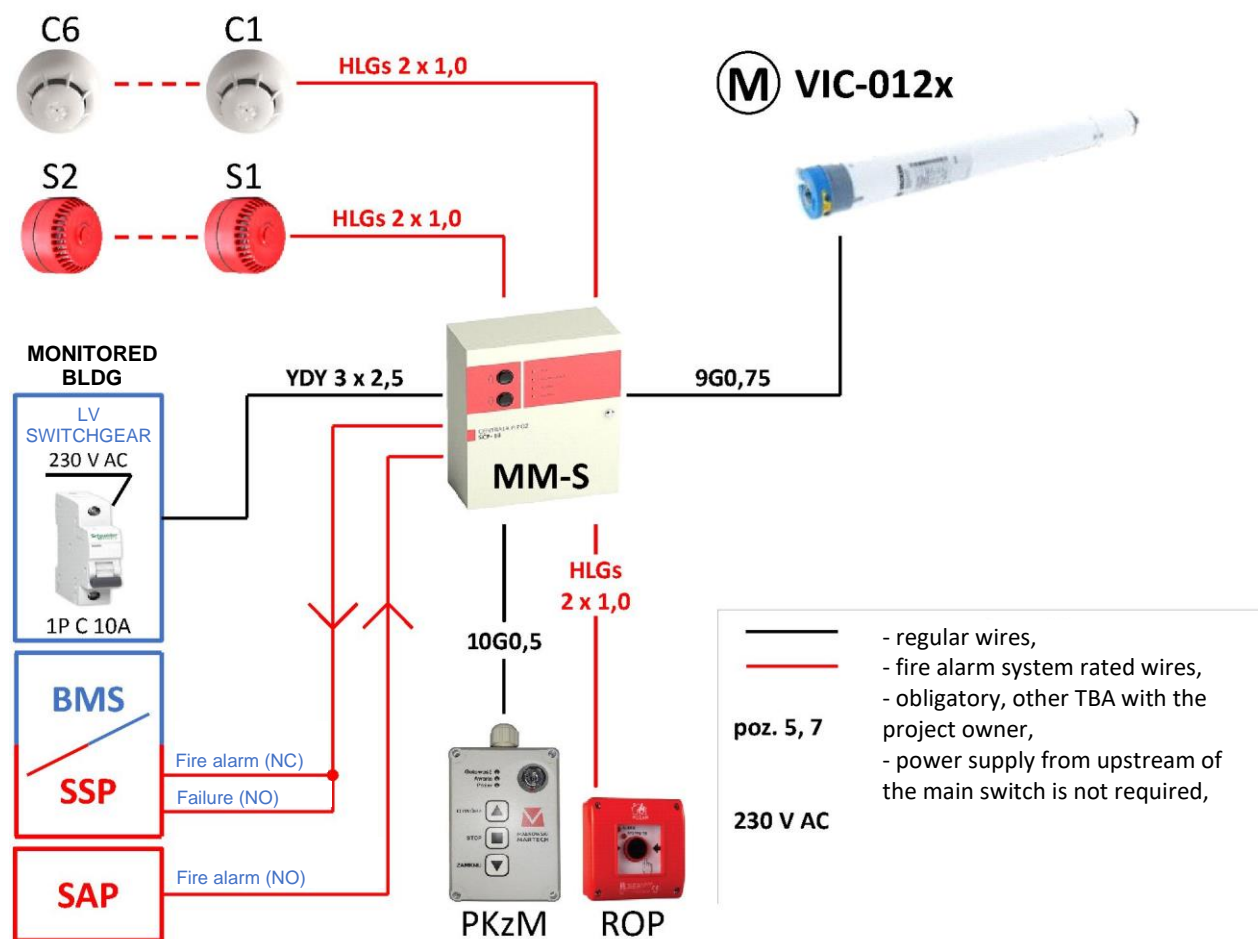 C6
C1
HLGs 2 x 1,0
M
VIC-012x
S2
S1
HLGs 2 x 1,0
MONITORED
BLDG
YDY 3 x 2,5
9G0,75
LV
SWITCHGEAR
230 V AC
CENTRALA P.POŻ
MM-S
Schneider
1P C 10A
HLGs
2 x 1,0
10G0,5
BMS
SSP
Fire alarm (NC)
Failure (NO)
SAP
Fire alarm (NO)
STOP
PKzM
ROP
- regular wires,
- fire alarm system rated wires,
poz. 5, 7
- obligatory, other TBA with the
project owner,
- power supply from upstream of
the main switch is not required,
230 V AC